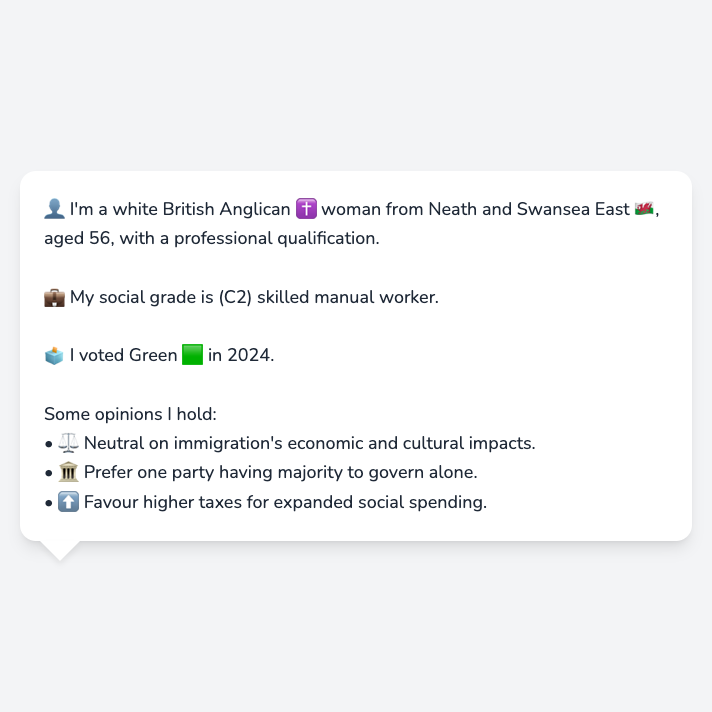 👤 I'm a white British Anglican ✝️ woman from Neath and Swansea East 🏴󠁧󠁢󠁷󠁬󠁳󠁿,
aged 56, with a professional qualification.
💼 My social grade is (C2) skilled manual worker.
🗳️ I voted Green 🟩 in 2024.
Some opinions I hold:
• ⚖️ Neutral on immigration's economic and cultural impacts.
• 🏛️ Prefer one party having majority to govern alone.
• ⬆️ Favour higher taxes for expanded social spending.